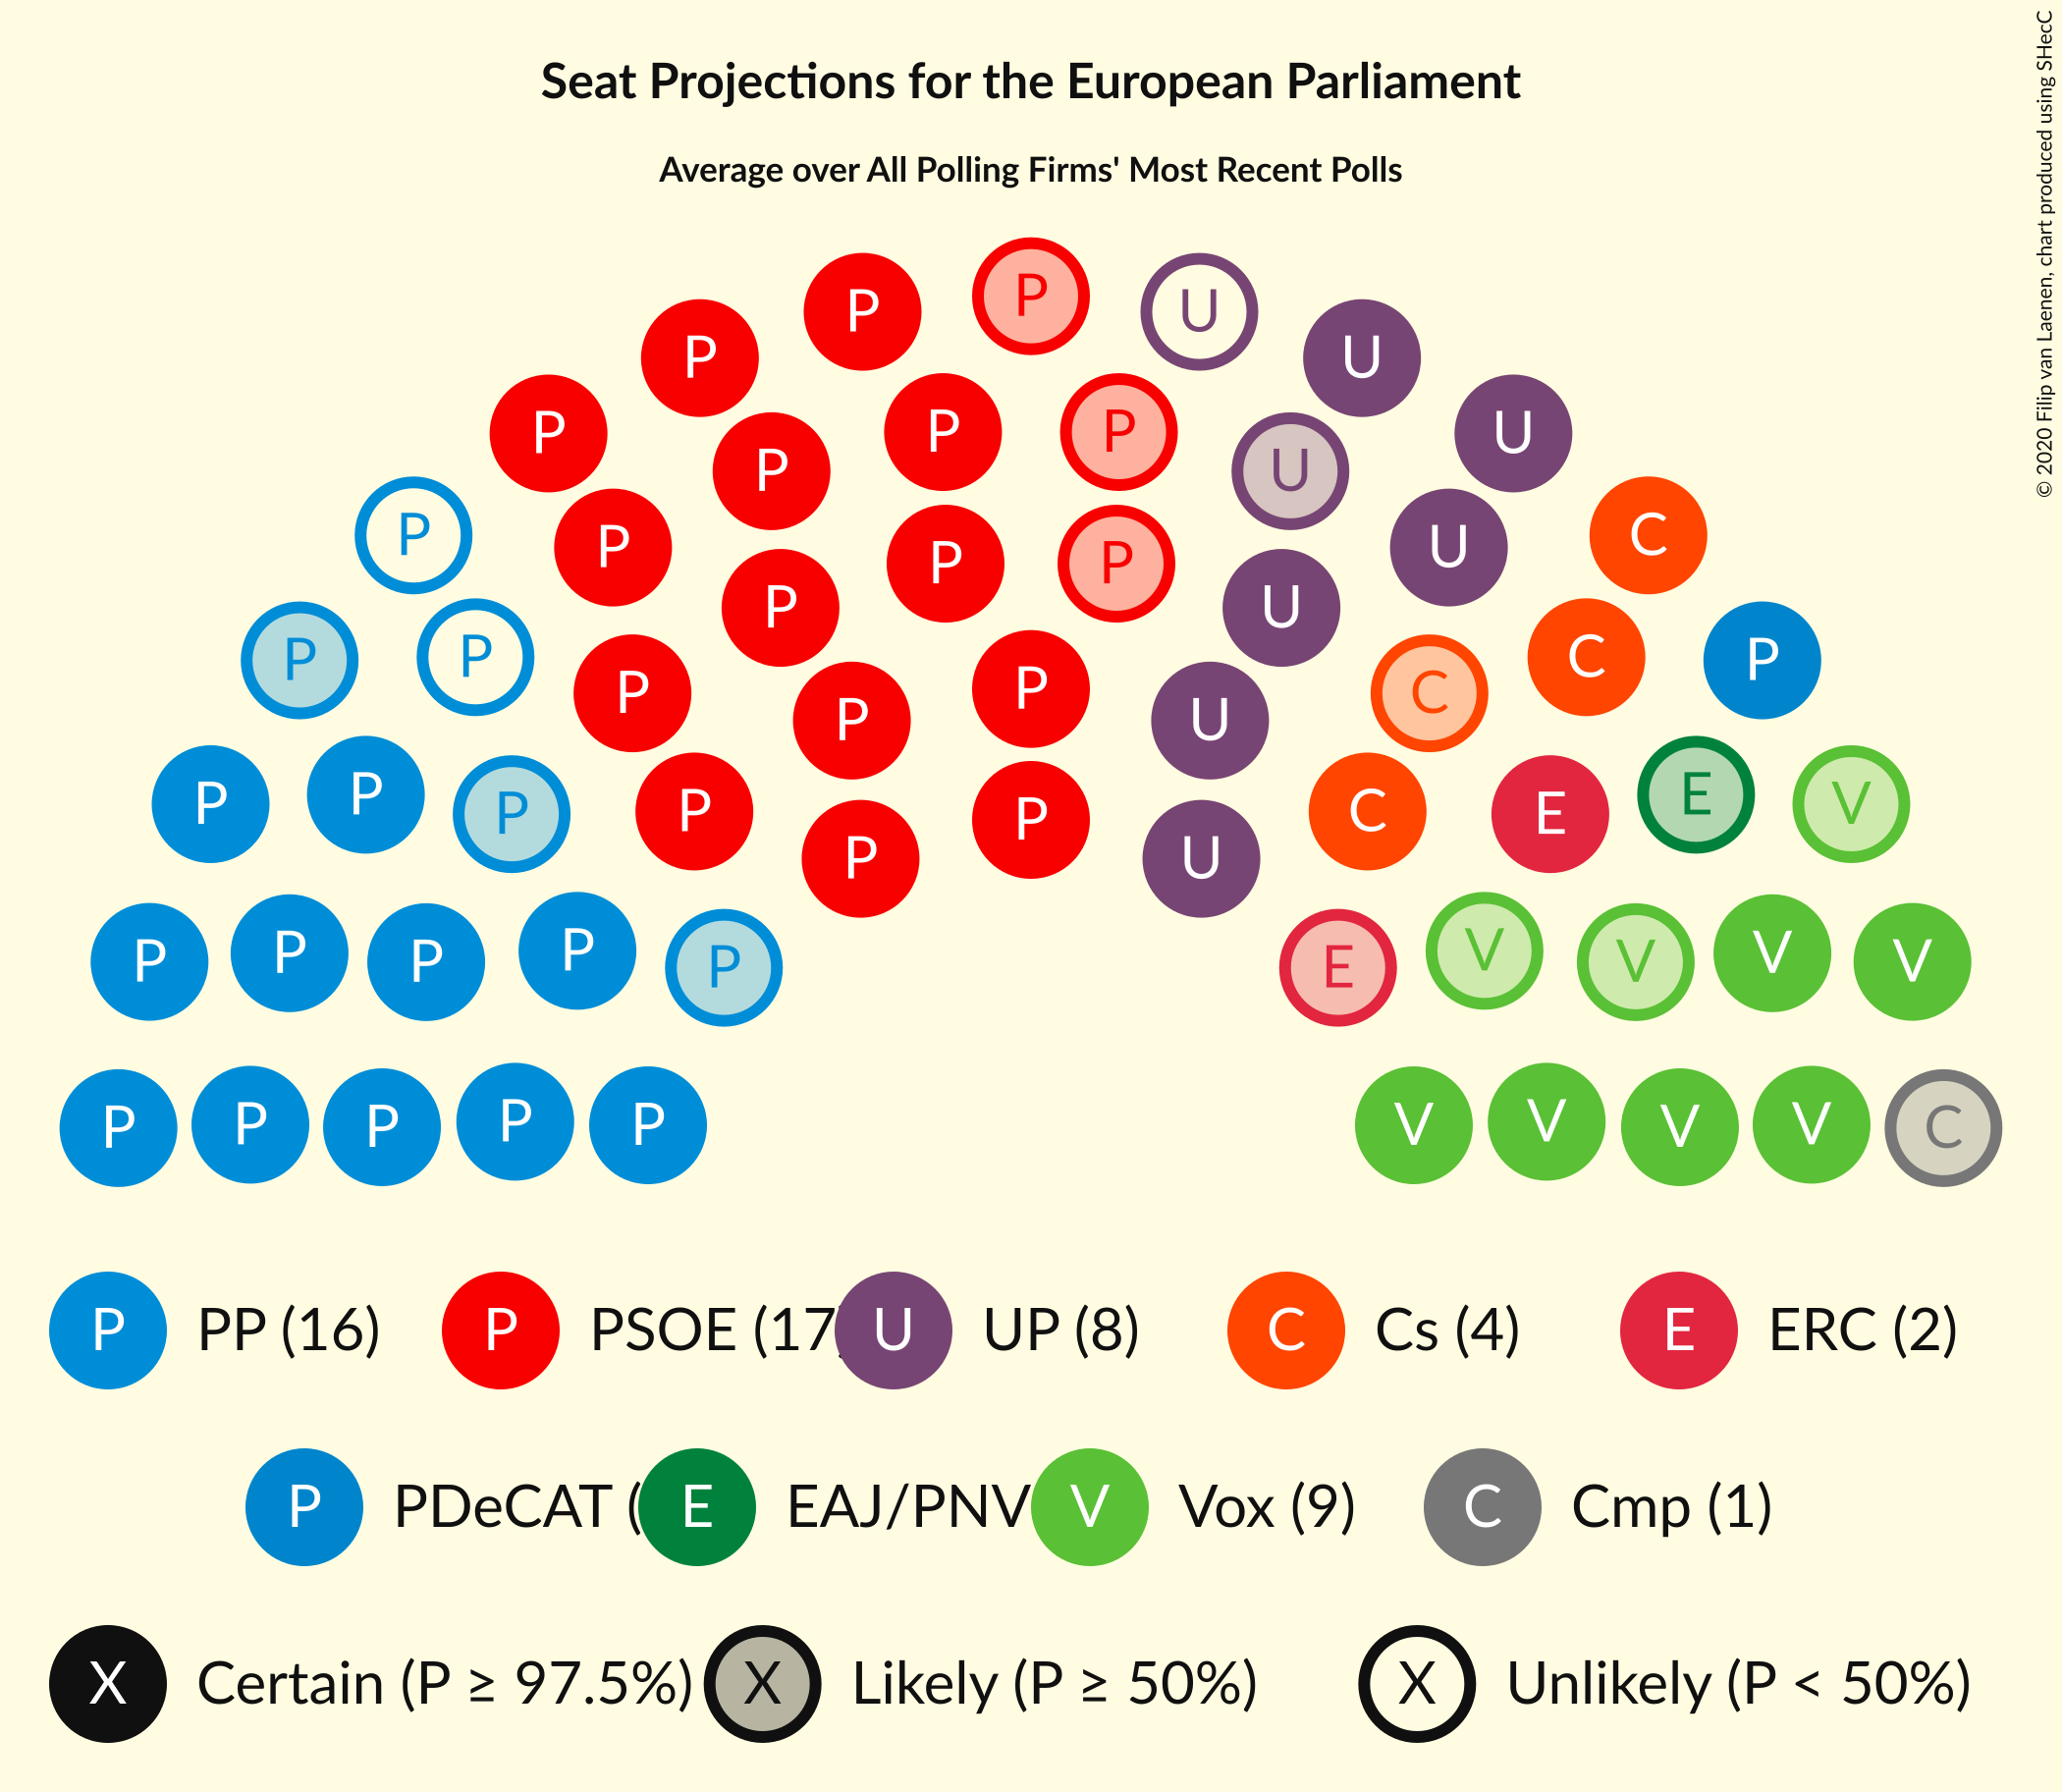 Seat Projections for the European Parliament
Average over All Polling Firms' Most Recent Polls
© 2020 Filip van Laenen, chart produced using SHecC
P U
P U
P P U
P P U
P C
P P U
P P
P U
P C
P P C P
P P U
P P E V
P P C E
P P
P U
P P P P P E V V V V
P P P P P V V V V C
P PP (16) P PSOE (17 U UP (8) C Cs (4) E ERC (2)
P PDeCAT ( E EAJ/PNV V Vox (9) C Cmp (1)
X Certain (P ≥ 97.5%) X Likely (P ≥ 50%) X Unlikely (P < 50%)